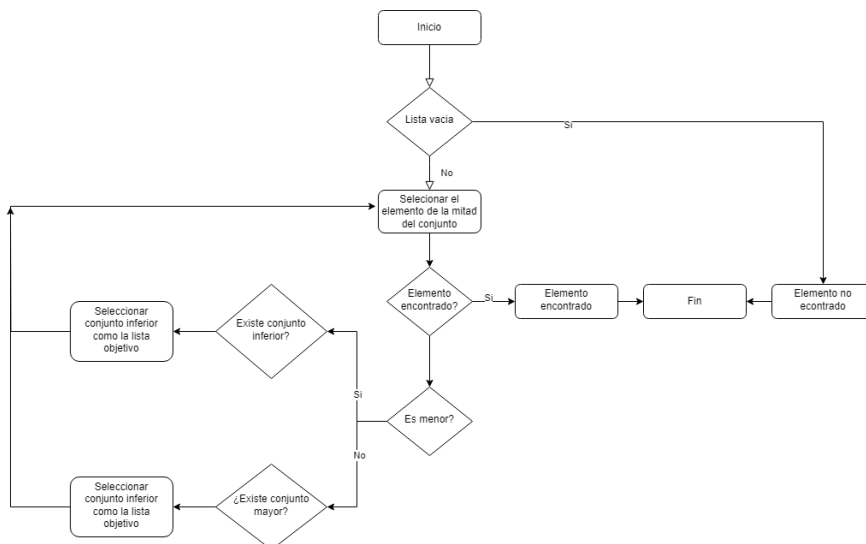 Inicio
Lista vacia
Si
No
Selecionar el
elemento de la mitad
del conjunto
Elemento
encontrado?
Si
Elemento
encontrado
Fin
Elemento no
econtrado
Seleccionar
conjunto inferior
como la lista
objetivo
Existe conjunto
inferior?
Si
Es menor?
No
Seleccionar
conjunto inferior
como la lista
objetivo
¿Existe conjunto
mayor?